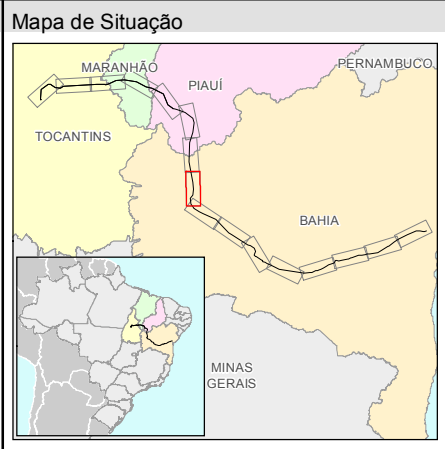 Mapa de Situação
MARANHÃO
PERNAMBUCO
PIAUÍ
TOCANTINS
BAHIA
MINAS
GERAIS